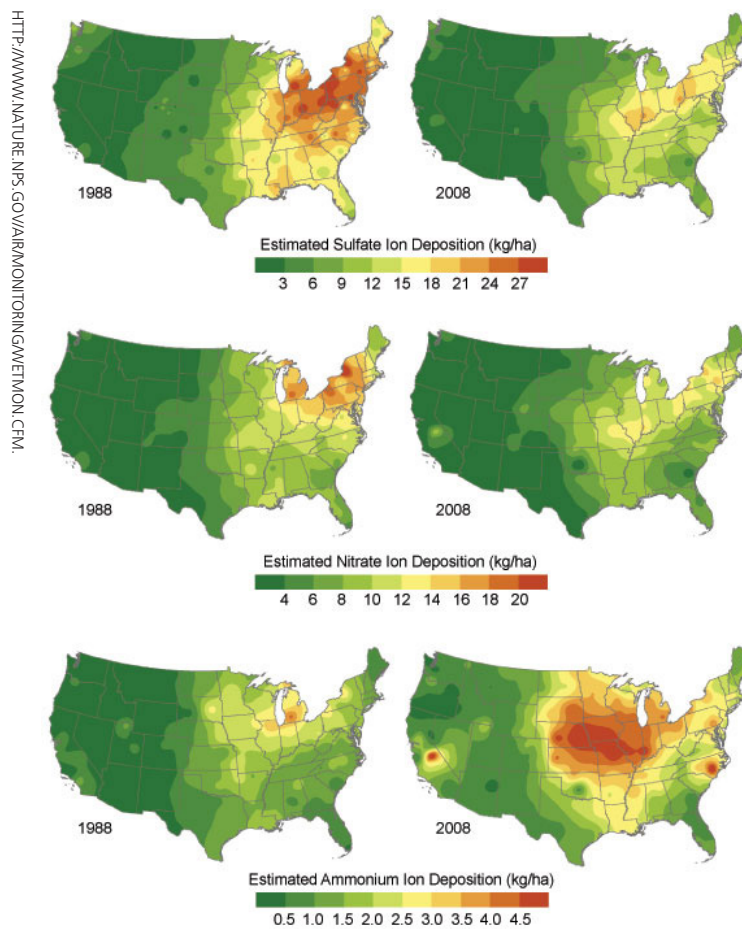 HTTP://WWW.NATURE.NPS.GOV/AIR/MONITORING/WETMON.CFM.
1988
2008
Estimated Sulfate Ion Deposition (kg/ha)
3 6 9 12 15 18 21 24 27
1988
2008
Estimated Nitrate Ion Deposition (kg/ha)
4 6 8 10 12 14 16 18 20
1988
2008
Estimated Ammonium Ion Deposition (kg/ha)
0.5 1.0 1.5 2.0 2.5 3.0 3.5 4.0 4.5